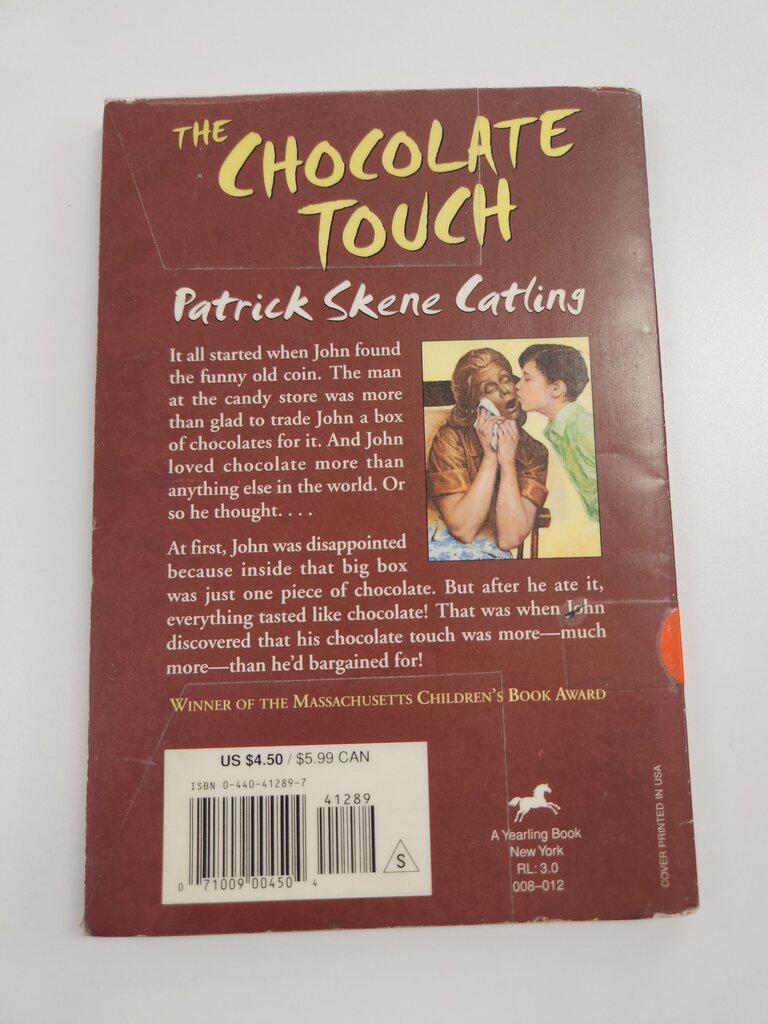 THE
CHOCOLATE
TOUCH
Patrick Skene Catling
It all started when John found
the funny old coin. The man
at the candy store was more
than glad to trade John a box
of chocolates for it. And John
loved chocolate more than
anything else in the world. Or
so he thought. . . .
At first, John was disappointed
because inside that big box
was just one piece of chocolate. But after he ate it,
everything tasted like chocolate! That was when John
discovered that his chocolate touch was more—much
more—than he'd bargained for!
WINNER OF THE MASSACHUSETTS CHILDREN'S BOOK AWARD
US $4.50 / $5.99 CAN
ISBN 0-440-41289-7
41289
0 71009 00450 4
S
A Yearling Book
New York
RL: 3.0
008–012
COVER PRINTED IN USA